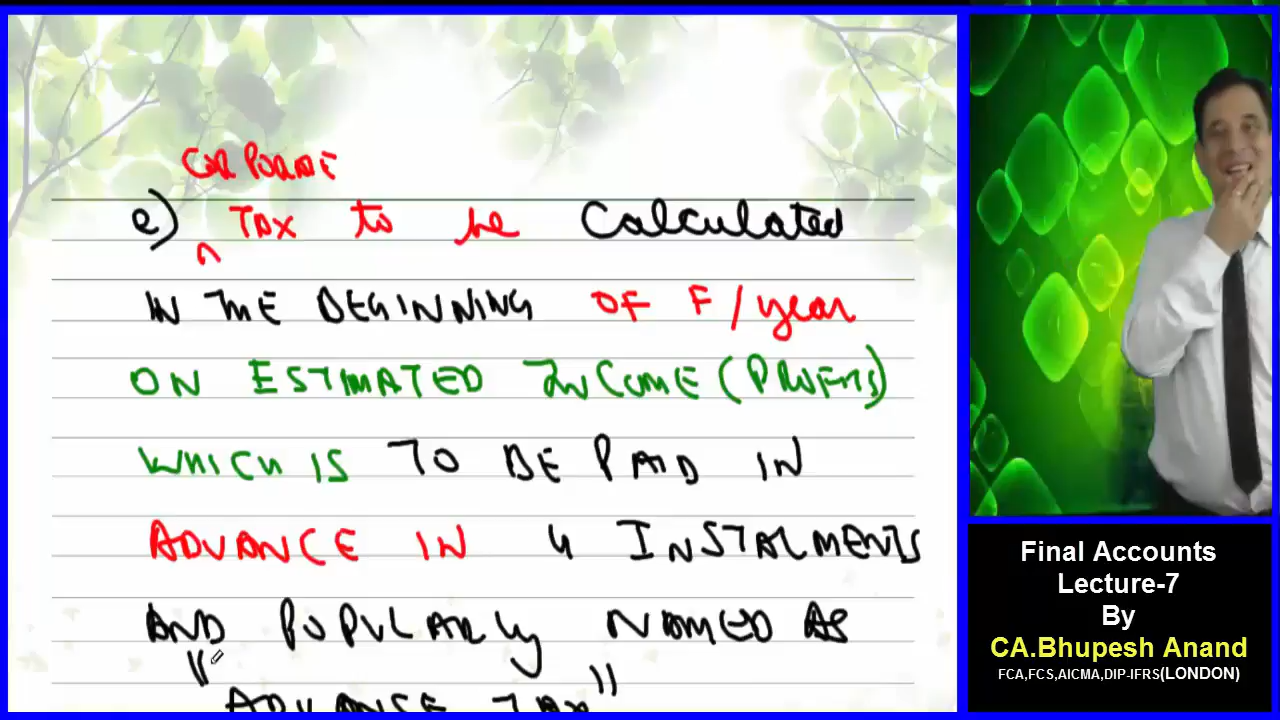 CORPORATE
e) TAX to be Calculated
IN THE BEGINNING OF F/year
ON ESTIMATED INCOME (PROFITS)
WHICH IS TO BE PAID IN
ADVANCE IN 4 INSTALMENTS
AND POPULARLY NAMED AS
"ADVANCE TAX"
Final Accounts
Lecture-7
By
CA.Bhupesh Anand
FCA,FCS,AICMA,DIP-IFRS(LONDON)